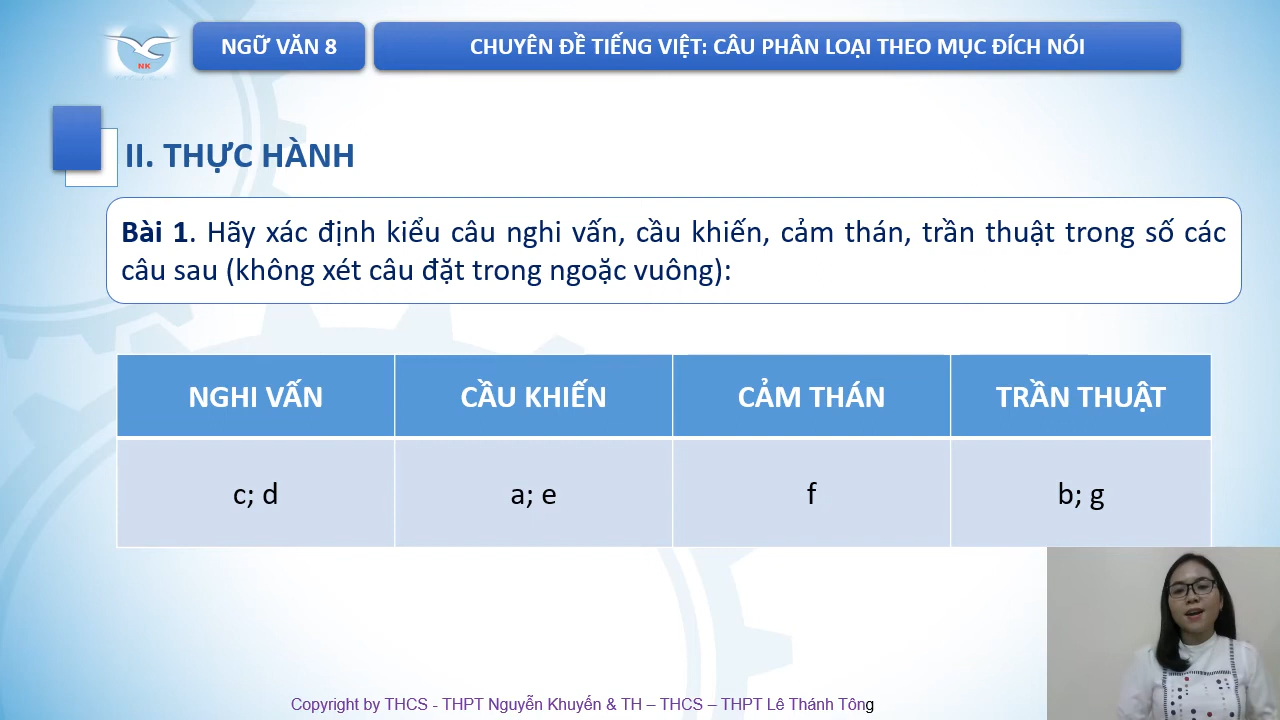 NK
NGỮ VĂN 8
CHUYÊN ĐỀ TIẾNG VIỆT: CÂU PHÂN LOẠI THEO MỤC ĐÍCH NÓI
II. THỰC HÀNH
Bài 1. Hãy xác định kiểu câu nghi vấn, cầu khiến, cảm thán, trần thuật trong số các
câu sau (không xét câu đặt trong ngoặc vuông):
NGHI VẤN CẦU KHIẾN CẢM THÁN TRẦN THUẬT
c; d a; e f b; g
Copyright by THCS - THPT Nguyễn Khuyến & TH – THCS – THPT Lê Thánh Tông